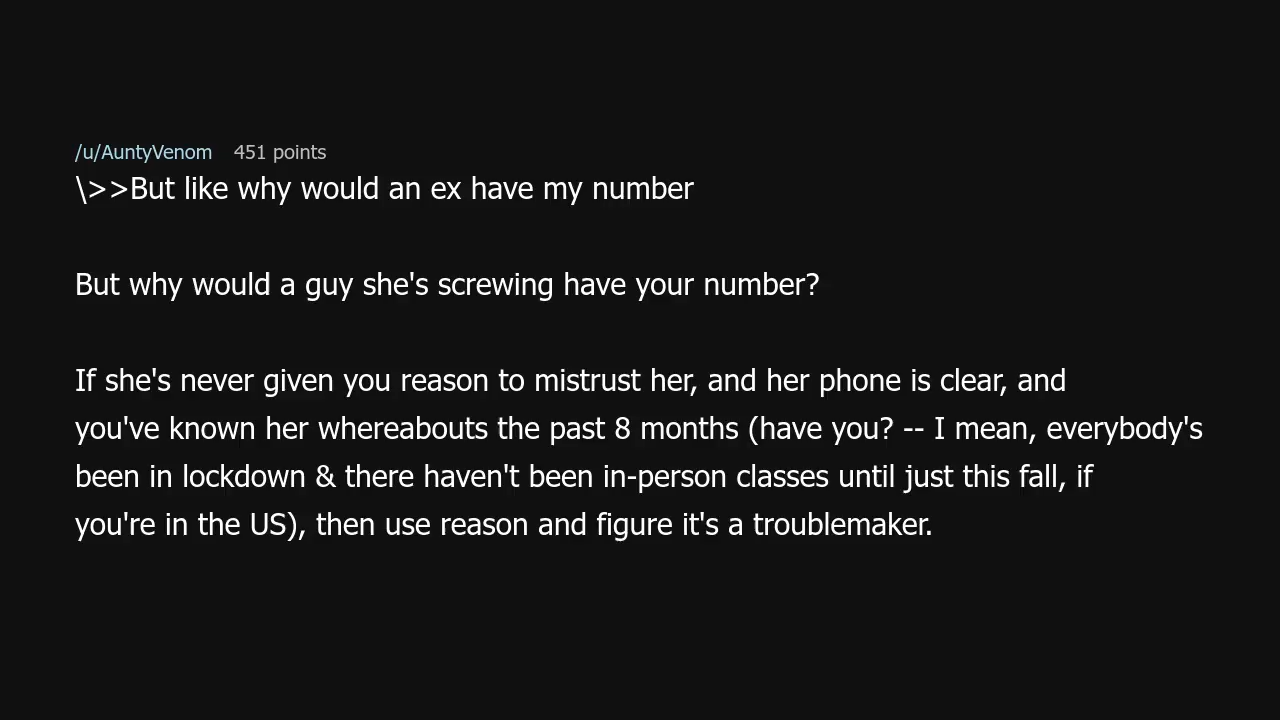 /u/AuntyVenom 451 points
\>>But like why would an ex have my number
But why would a guy she's screwing have your number?
If she's never given you reason to mistrust her, and her phone is clear, and
you've known her whereabouts the past 8 months (have you? -- I mean, everybody's
been in lockdown & there haven't been in-person classes until just this fall, if
you're in the US), then use reason and figure it's a troublemaker.